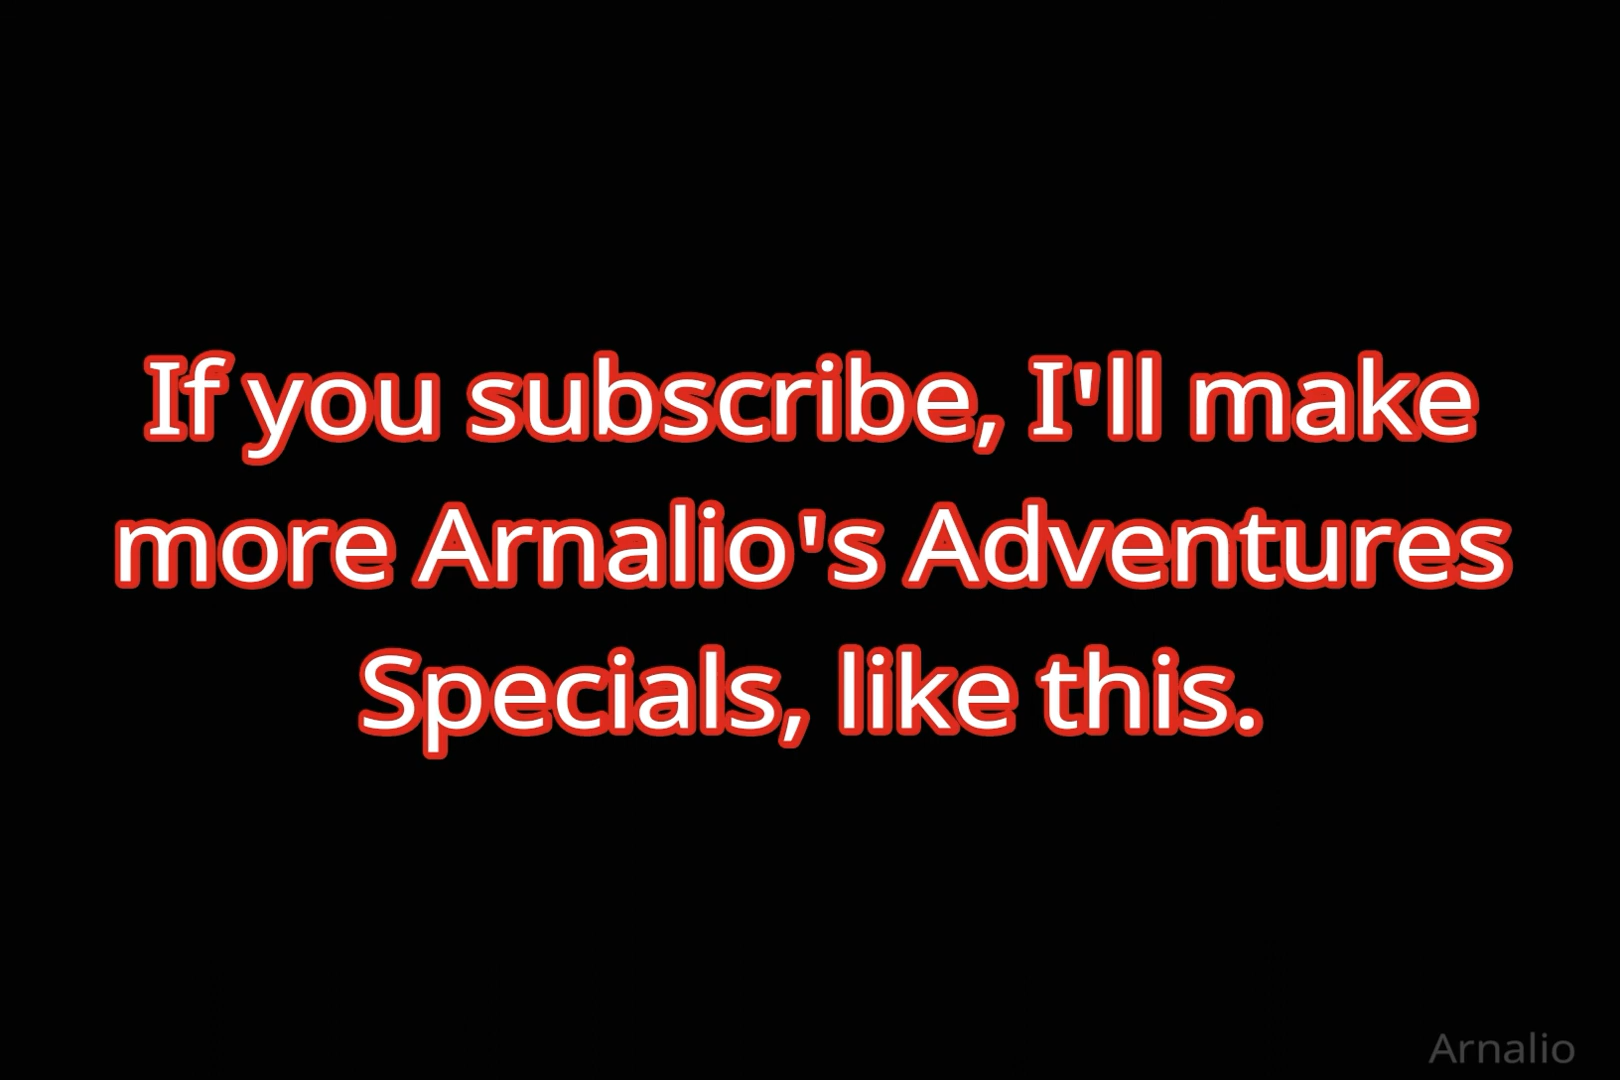 If you subscribe, I'll make
more Arnalio's Adventures
Specials, like this.
Arnalio